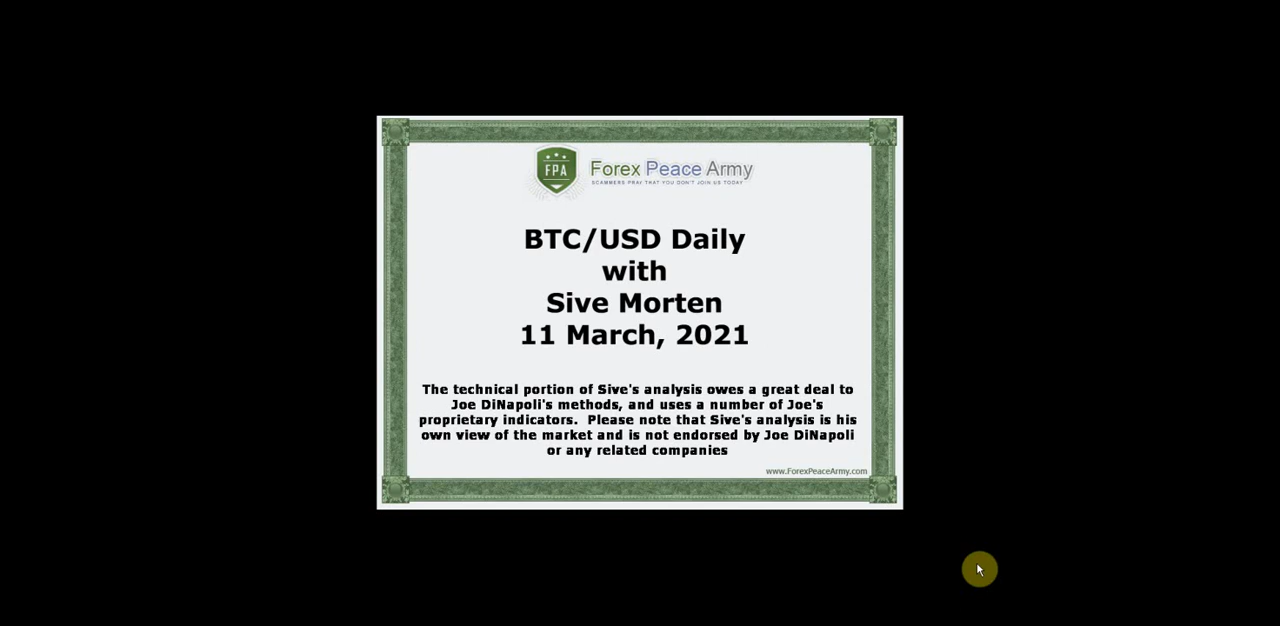 FPA
Forex Peace Army
SCAMMERS PRAY THAT YOU DON'T JOIN US TODAY
BTC/USD Daily
with
Sive Morten
11 March, 2021
The technical portion of Sive's analysis owes a great deal to
Joe DiNapoli's methods, and uses a number of Joe's
proprietary indicators.  Please note that Sive's analysis is his
own view of the market and is not endorsed by Joe DiNapoli
or any related companies
www.ForexPeaceArmy.com